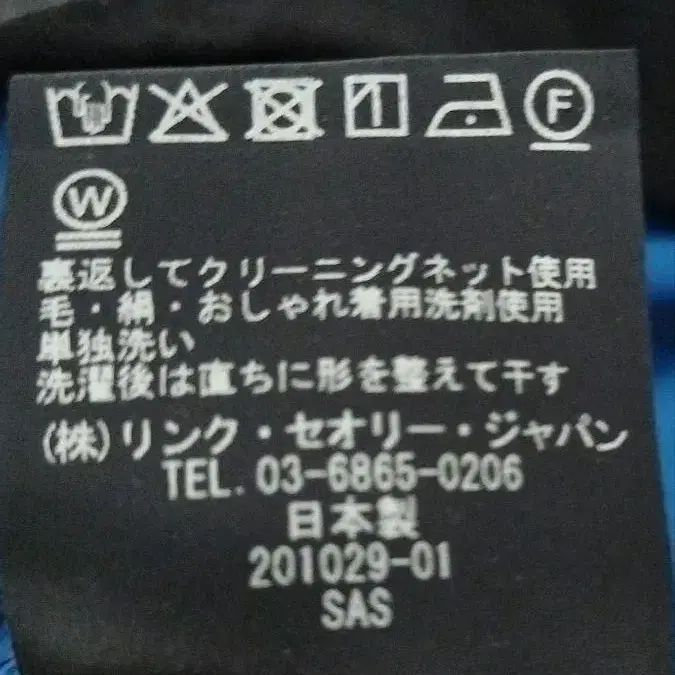 F
W
裏返してクリーニングネット使用
毛・絹・おしゃれ着用洗剤使用
単独洗い
洗濯後は直ちに形を整えて干す
(株)リンク・セオリー・ジャパン
TEL. 03-6865-0206
日本製
201029-01
SAS